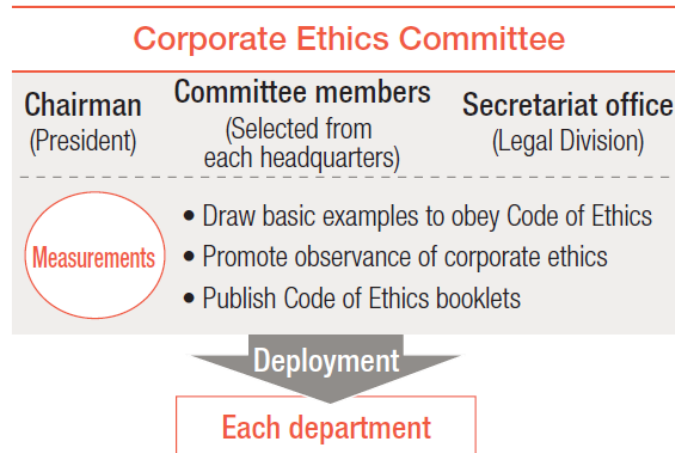 Corporate Ethics Committee
Chairman
(President)
Committee members
(Selected from
each headquarters)
Secretariat office
(Legal Division)
Measurements
• Draw basic examples to obey Code of Ethics
• Promote observance of corporate ethics
• Publish Code of Ethics booklets
Deployment
Each department